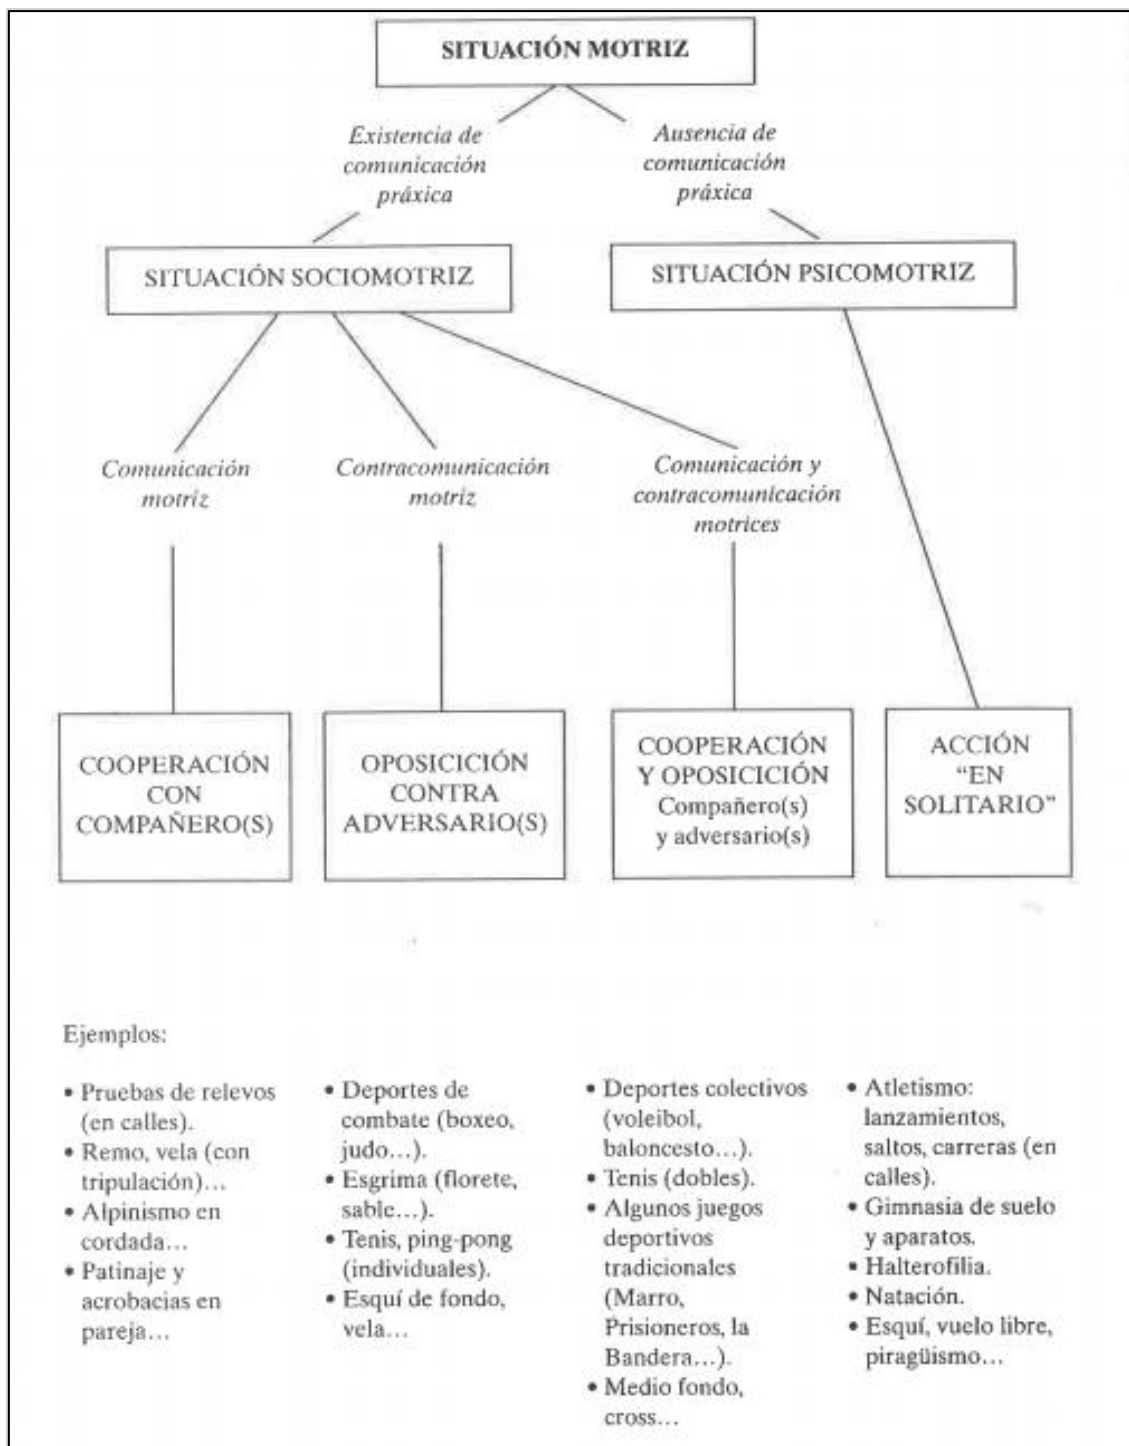 SITUACIÓN MOTRIZ
Existencia de
comunicación
práxica
Ausencia de
comunicación
práxica
SITUACIÓN SOCIOMOTRIZ
SITUACIÓN PSICOMOTRIZ
Comunicación
motriz
Contracomunicación
motriz
Comunicación y
contracomunicación
motrices
COOPERACIÓN
CON
COMPAÑERO(S)
OPOSICICIÓN
CONTRA
ADVERSARIO(S)
COOPERACIÓN
Y OPOSICICIÓN
Compañero(s)
y adversario(s)
ACCIÓN
“EN
SOLITARIO”
Ejemplos:
• Pruebas de relevos
(en calles).
• Remo, vela (con
tripulación)…
• Alpinismo en
cordada…
• Patinaje y
acrobacias en
pareja…
• Deportes de
combate (boxeo,
judo…).
• Esgrima (florete,
sable…).
• Tenis, ping-pong
(individuales).
• Esquí de fondo,
vela…
• Deportes colectivos
(voleibol,
baloncesto…).
• Tenis (dobles).
• Algunos juegos
deportivos
tradicionales
(Marro,
Prisioneros, la
Bandera…).
• Medio fondo,
cross…
• Atletismo:
lanzamientos,
saltos, carreras (en
calles).
• Gimnasia de suelo
y aparatos.
• Halterofilia.
• Natación.
• Esquí, vuelo libre,
piragüismo…